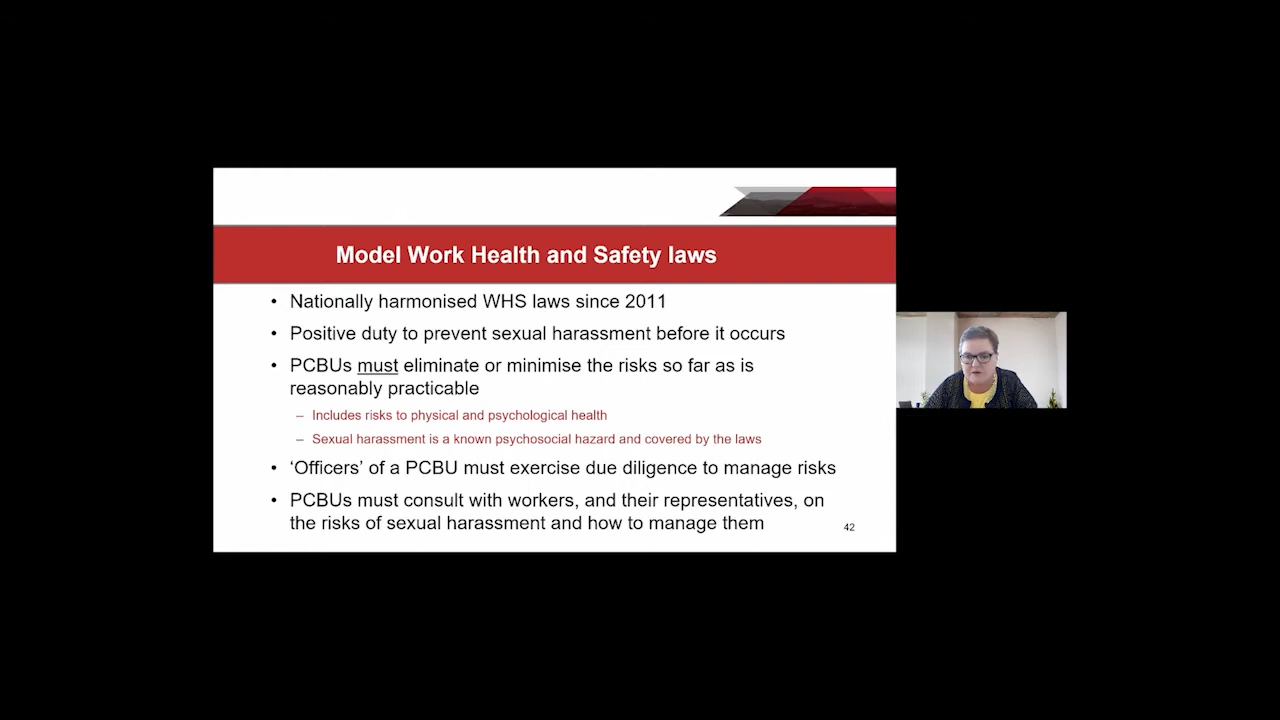 Model Work Health and Safety laws
• Nationally harmonised WHS laws since 2011
• Positive duty to prevent sexual harassment before it occurs
• PCBUs must eliminate or minimise the risks so far as is
reasonably practicable
– Includes risks to physical and psychological health
– Sexual harassment is a known psychosocial hazard and covered by the laws
• ‘Officers’ of a PCBU must exercise due diligence to manage risks
• PCBUs must consult with workers, and their representatives, on
the risks of sexual harassment and how to manage them
42